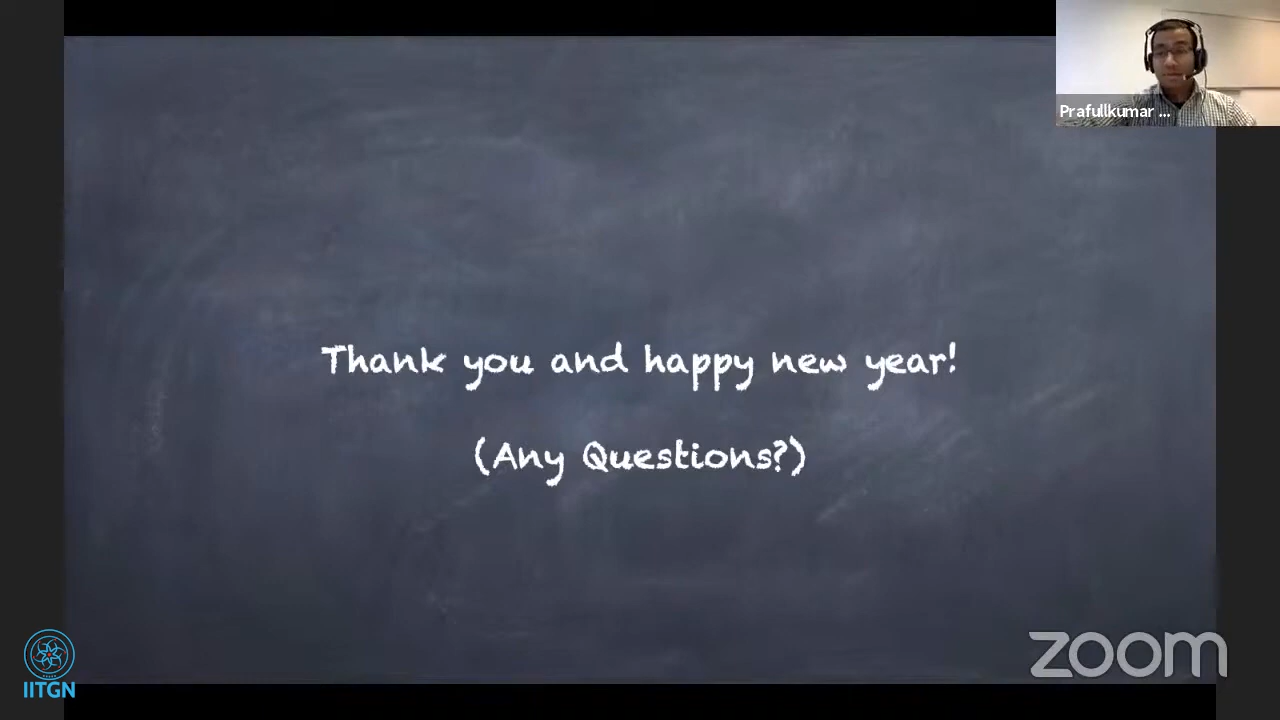 Prafullkumar ...
Thank you and happy new year!
(Any Questions?)
IITGN
zoom